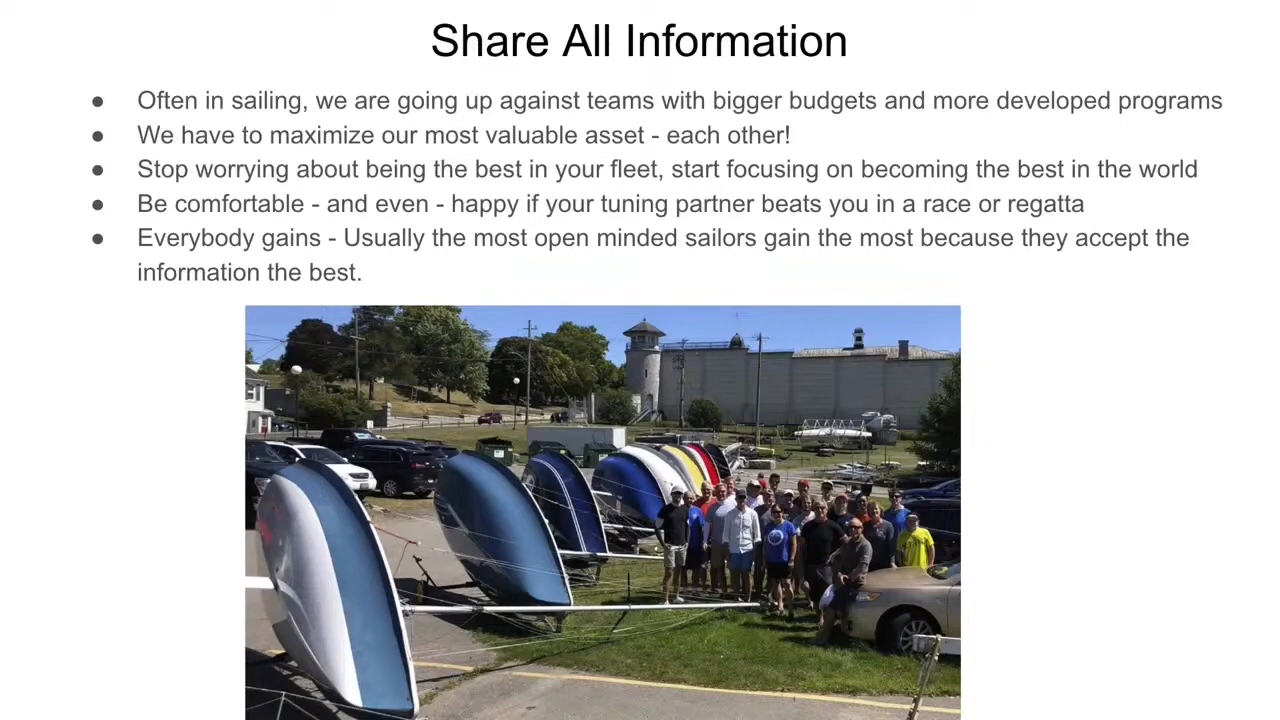 Share All Information
● Often in sailing, we are going up against teams with bigger budgets and more developed programs
● We have to maximize our most valuable asset - each other!
● Stop worrying about being the best in your fleet, start focusing on becoming the best in the world
● Be comfortable - and even - happy if your tuning partner beats you in a race or regatta
● Everybody gains - Usually the most open minded sailors gain the most because they accept the
information the best.